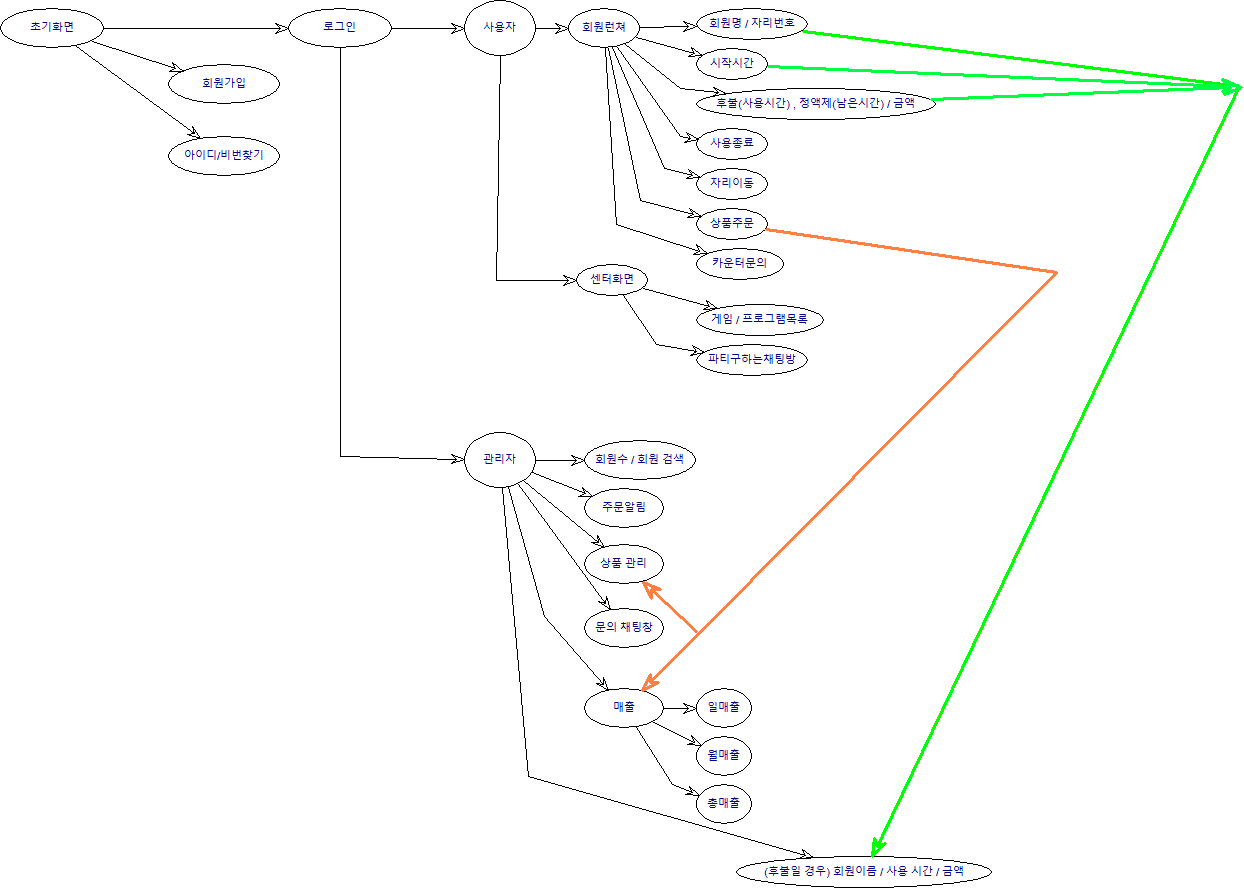 초기화면
로그인
사용자
회원런쳐
회원명 / 자리번호
회원가입
시작시간
후불(사용시간) , 정액제(남은시간) / 금액
아이디/비번찾기
사용종료
자리이동
상품주문
카운터문의
센터화면
게임 / 프로그램목록
파티구하는채팅방
관리자
회원수 / 회원 검색
주문알림
상품 관리
문의 채팅창
매출
일매출
월매출
총매출
(후불일 경우) 회원이름 / 사용 시간 / 금액